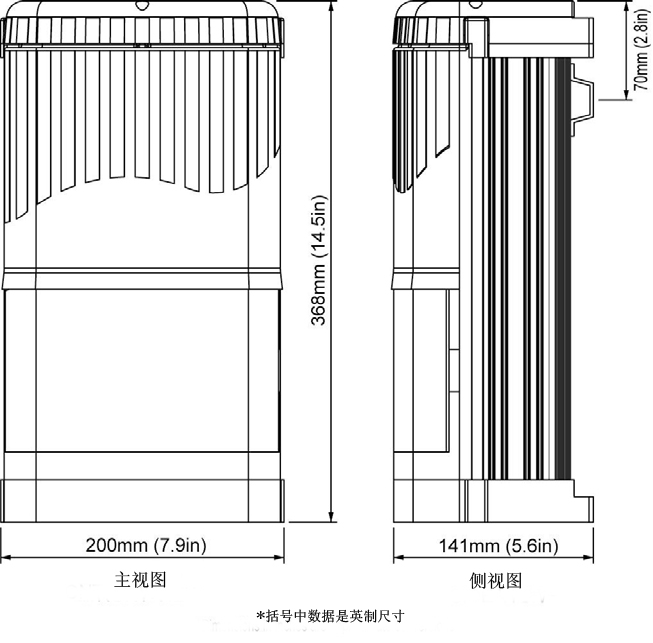 70mm (2.8in)
368mm (14.5in)
200mm (7.9in)
141mm (5.6in)
主视图
侧视图
*括号中数据是英制尺寸